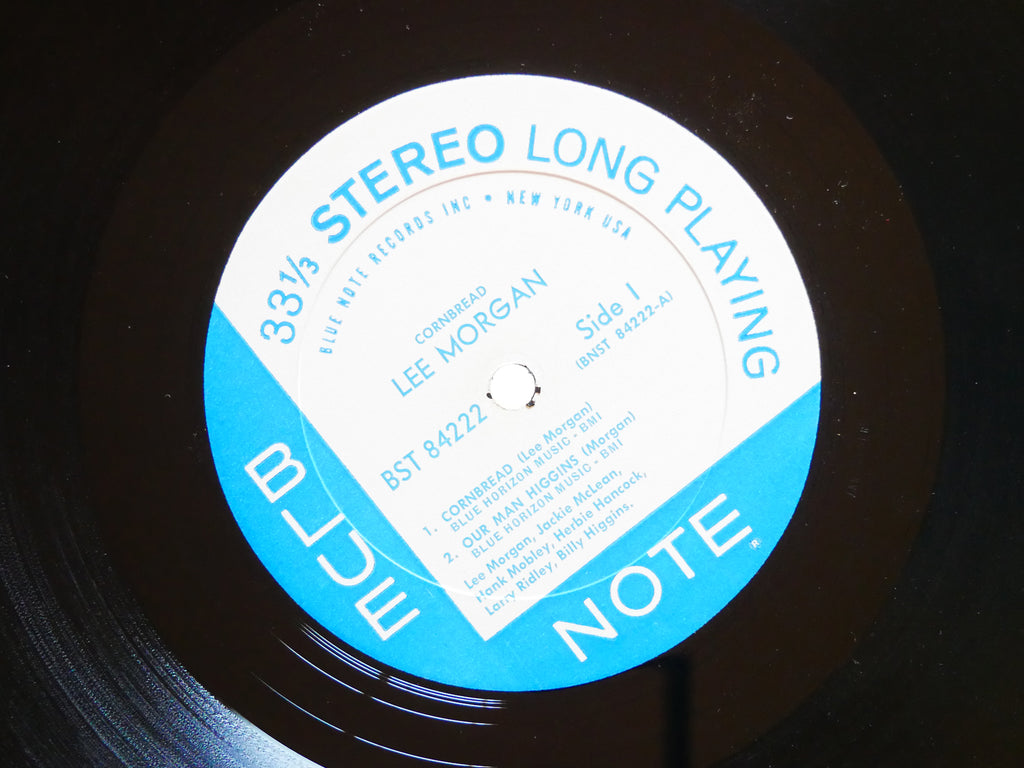 33⅓ STEREO LONG PLAYING
BLUE NOTE RECORDS INC • NEW YORK USA
CORNBREAD
LEE MORGAN
Side 1
(BNST 84222-A)
BST 84222
1. CORNBREAD (Lee Morgan)
BLUE HORIZON MUSIC - BMI
2. OUR MAN HIGGINS (Morgan)
BLUE HORIZON MUSIC - BMI
Lee Morgan, Jackie McLean,
Hank Mobley, Herbie Hancock,
Larry Ridley, Billy Higgins.
BLUE
NOTE ®